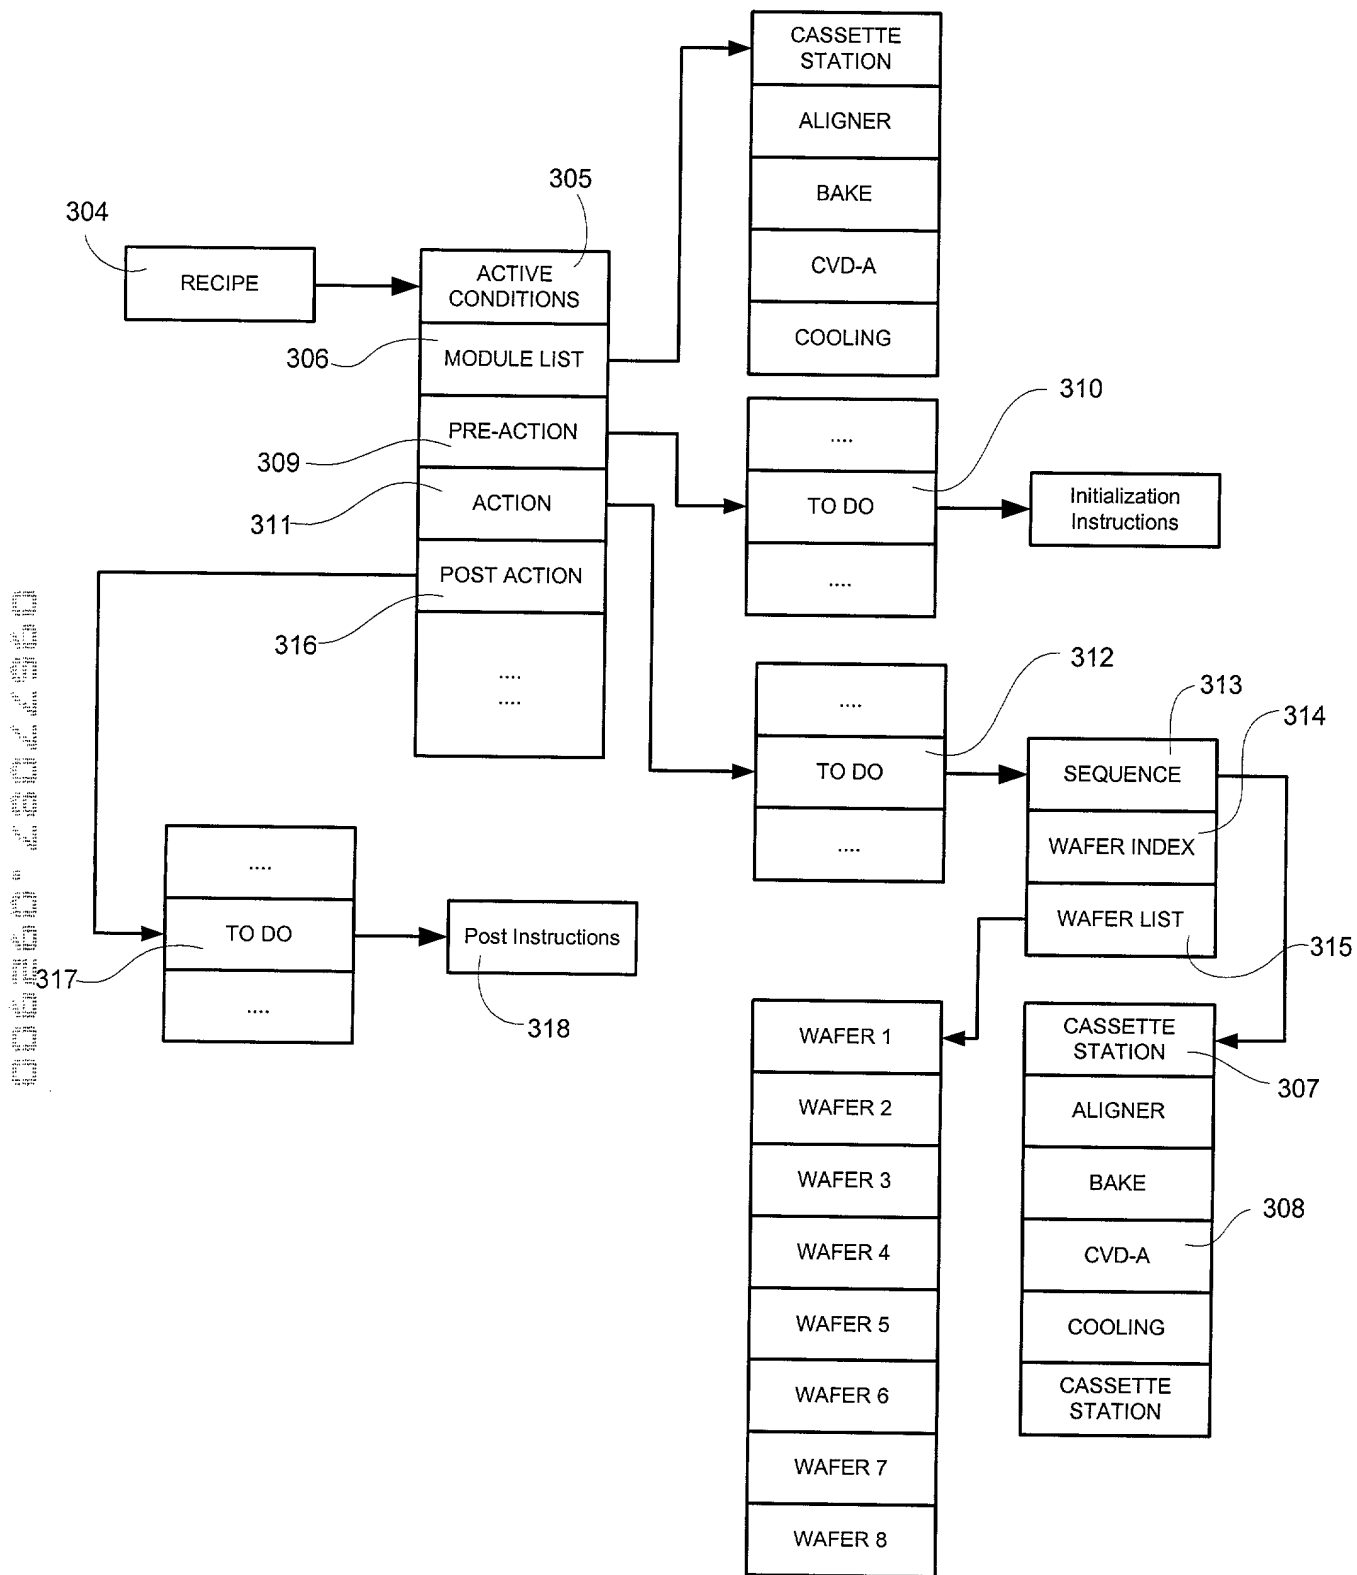 CASSETTE
STATION
ALIGNER
BAKE
CVD-A
COOLING
304
RECIPE
305
ACTIVE
CONDITIONS
306
MODULE LIST
309
PRE-ACTION
311
ACTION
POST ACTION
316
....
....
310
....
TO DO
....
Initialization
Instructions
312
....
TO DO
....
313
314
SEQUENCE
WAFER INDEX
WAFER LIST
315
....
TO DO
317
....
Post Instructions
318
WAFER 1
WAFER 2
WAFER 3
WAFER 4
WAFER 5
WAFER 6
WAFER 7
WAFER 8
CASSETTE
STATION
307
ALIGNER
BAKE
308
CVD-A
COOLING
CASSETTE
STATION